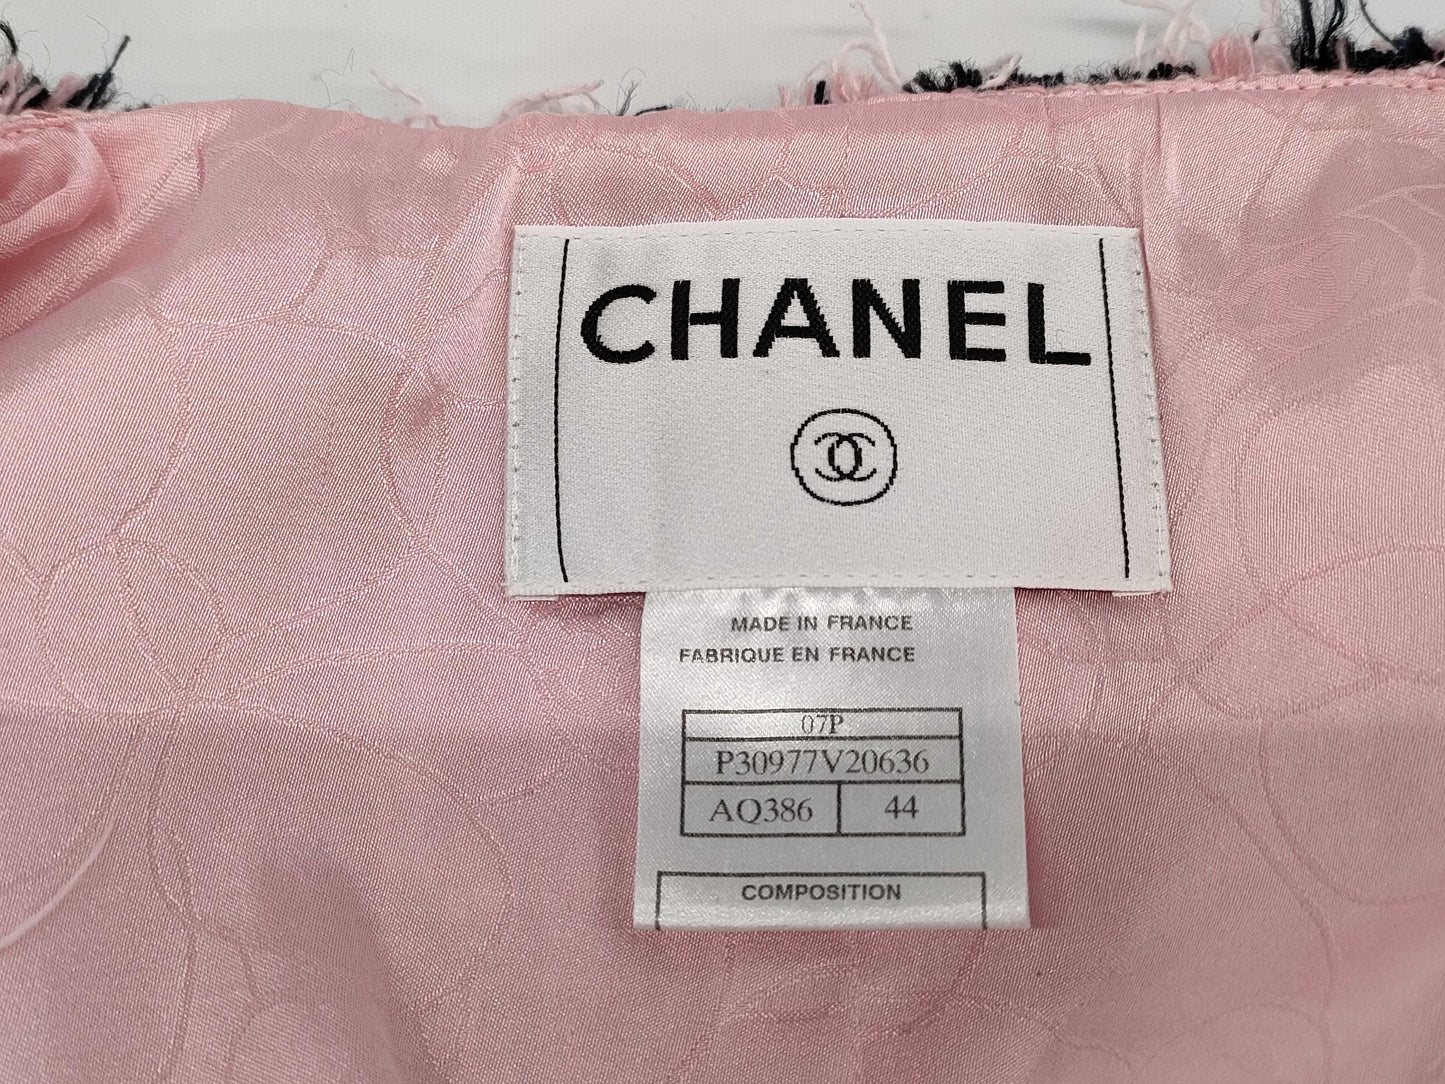 CHANEL
MADE IN FRANCE
FABRIQUE EN FRANCE
07P
P30977V20636
AQ386 44
COMPOSITION